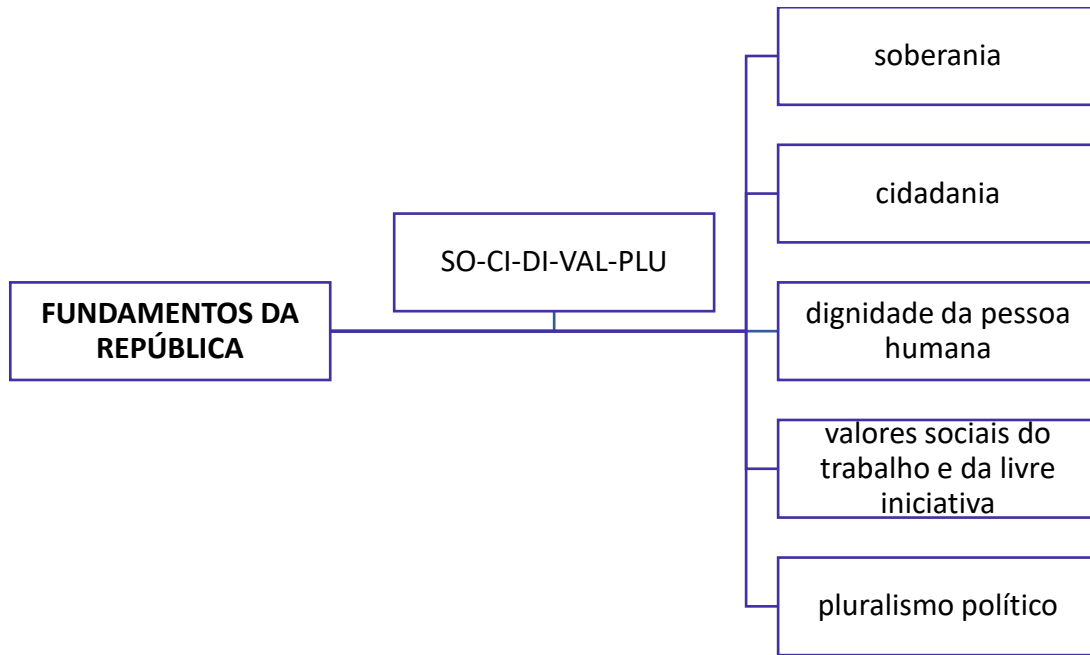 FUNDAMENTOS DA
REPÚBLICA
SO-CI-DI-VAL-PLU
soberania
cidadania
dignidade da pessoa
humana
valores sociais do
trabalho e da livre
iniciativa
pluralismo político